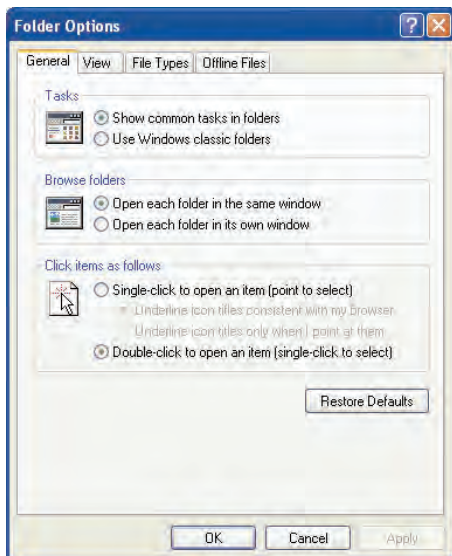 Folder Options
General View File Types Offline Files
Tasks
Show common tasks in folders
Use Windows classic folders
Browse folders
Open each folder in the same window
Open each folder in its own window
Click items as follows
Single-click to open an item (point to select)
Underline icon titles consistent with my browser
Underline icon titles only when I point at them
Double-click to open an item (single-click to select)
Restore Defaults
OK Cancel Apply